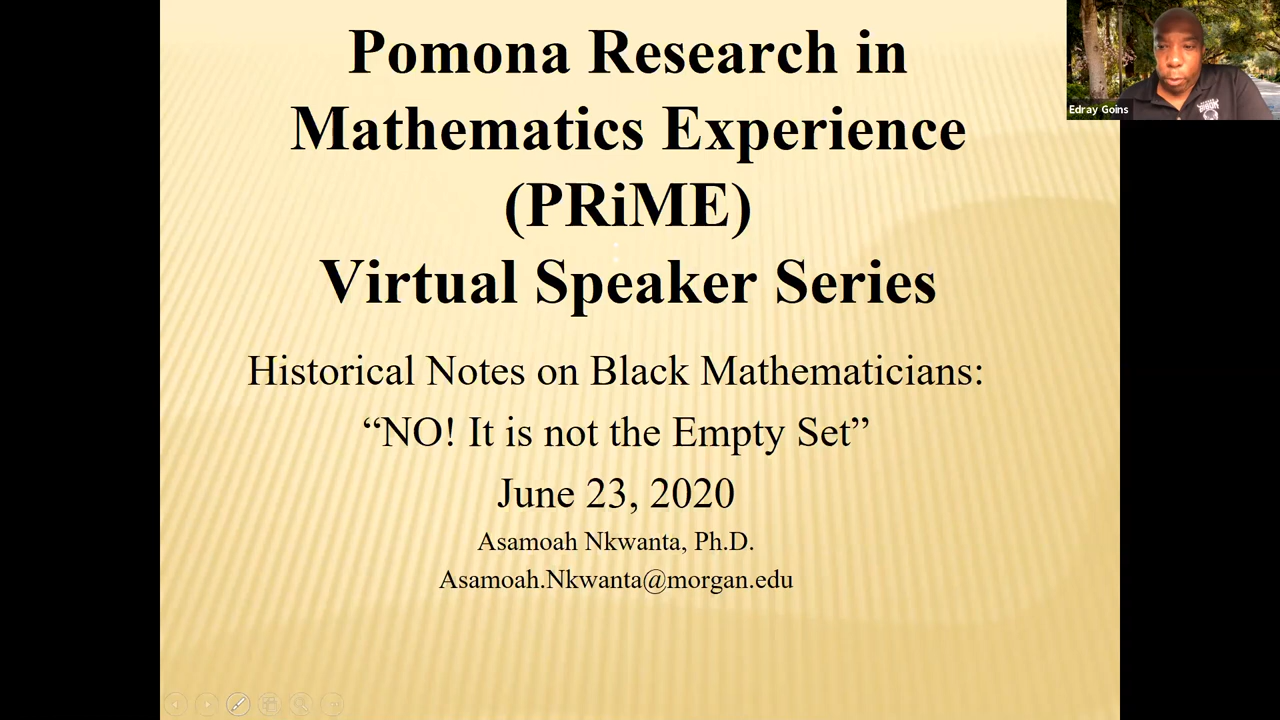 Pomona Research in
Mathematics Experience
(PRiME)
Virtual Speaker Series
Historical Notes on Black Mathematicians:
“NO! It is not the Empty Set”
June 23, 2020
Asamoah Nkwanta, Ph.D.
Asamoah.Nkwanta@morgan.edu
Edray Goins